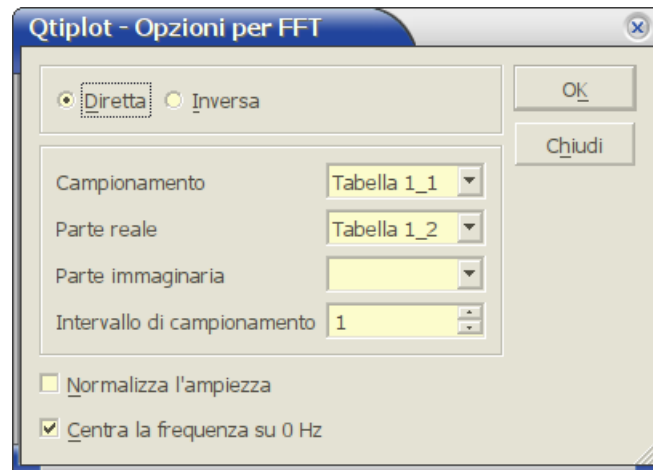 Qtiplot - Opzioni per FFT
Diretta Inversa
OK
Chiudi
Campionamento Tabella 1_1
Parte reale Tabella 1_2
Parte immaginaria
Intervallo di campionamento 1
Normalizza l'ampiezza
Centra la frequenza su 0 Hz